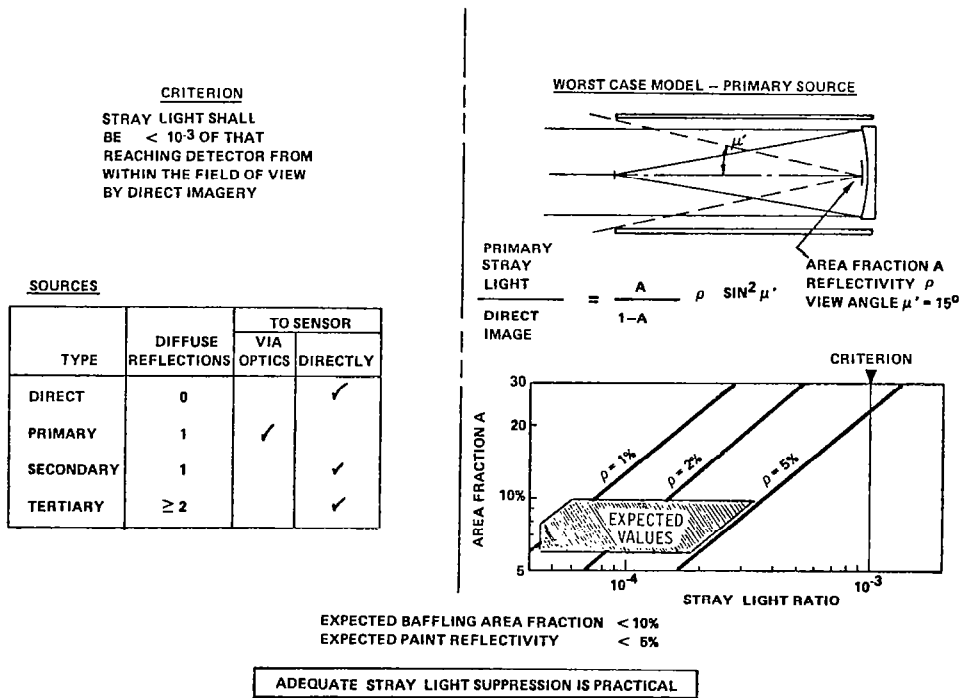 CRITERION
STRAY LIGHT SHALL
BE < 10-3 OF THAT
REACHING DETECTOR FROM
WITHIN THE FIELD OF VIEW
BY DIRECT IMAGERY
SOURCES
TYPE
DIFFUSE
REFLECTIONS
TO SENSOR
VIA
OPTICS
DIRECTLY
DIRECT 0 ✓
PRIMARY 1 ✓
SECONDARY 1 ✓
TERTIARY ≥ 2 ✓
WORST CASE MODEL – PRIMARY SOURCE
μ'
PRIMARY
STRAY
LIGHT
DIRECT
IMAGE
= A
1–A
ρ SIN² μ'
AREA FRACTION A
REFLECTIVITY ρ
VIEW ANGLE μ' = 15º
CRITERION
AREA FRACTION A
30
20
10%
5
ρ = 1%
ρ = 2%
ρ = 5%
EXPECTED
VALUES
10-4
10-3
STRAY LIGHT RATIO
EXPECTED BAFFLING AREA FRACTION < 10%
EXPECTED PAINT REFLECTIVITY < 5%
ADEQUATE STRAY LIGHT SUPPRESSION IS PRACTICAL